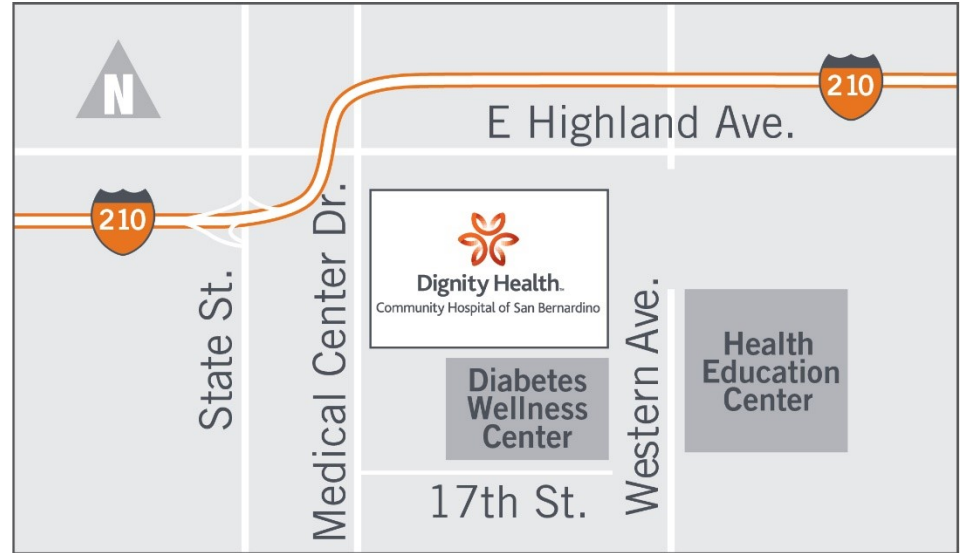 N
210
E Highland Ave.
210
State St.
Medical Center Dr.
Dignity Health™
Community Hospital of San Bernardino
Diabetes
Wellness
Center
Western Ave.
Health
Education
Center
17th St.